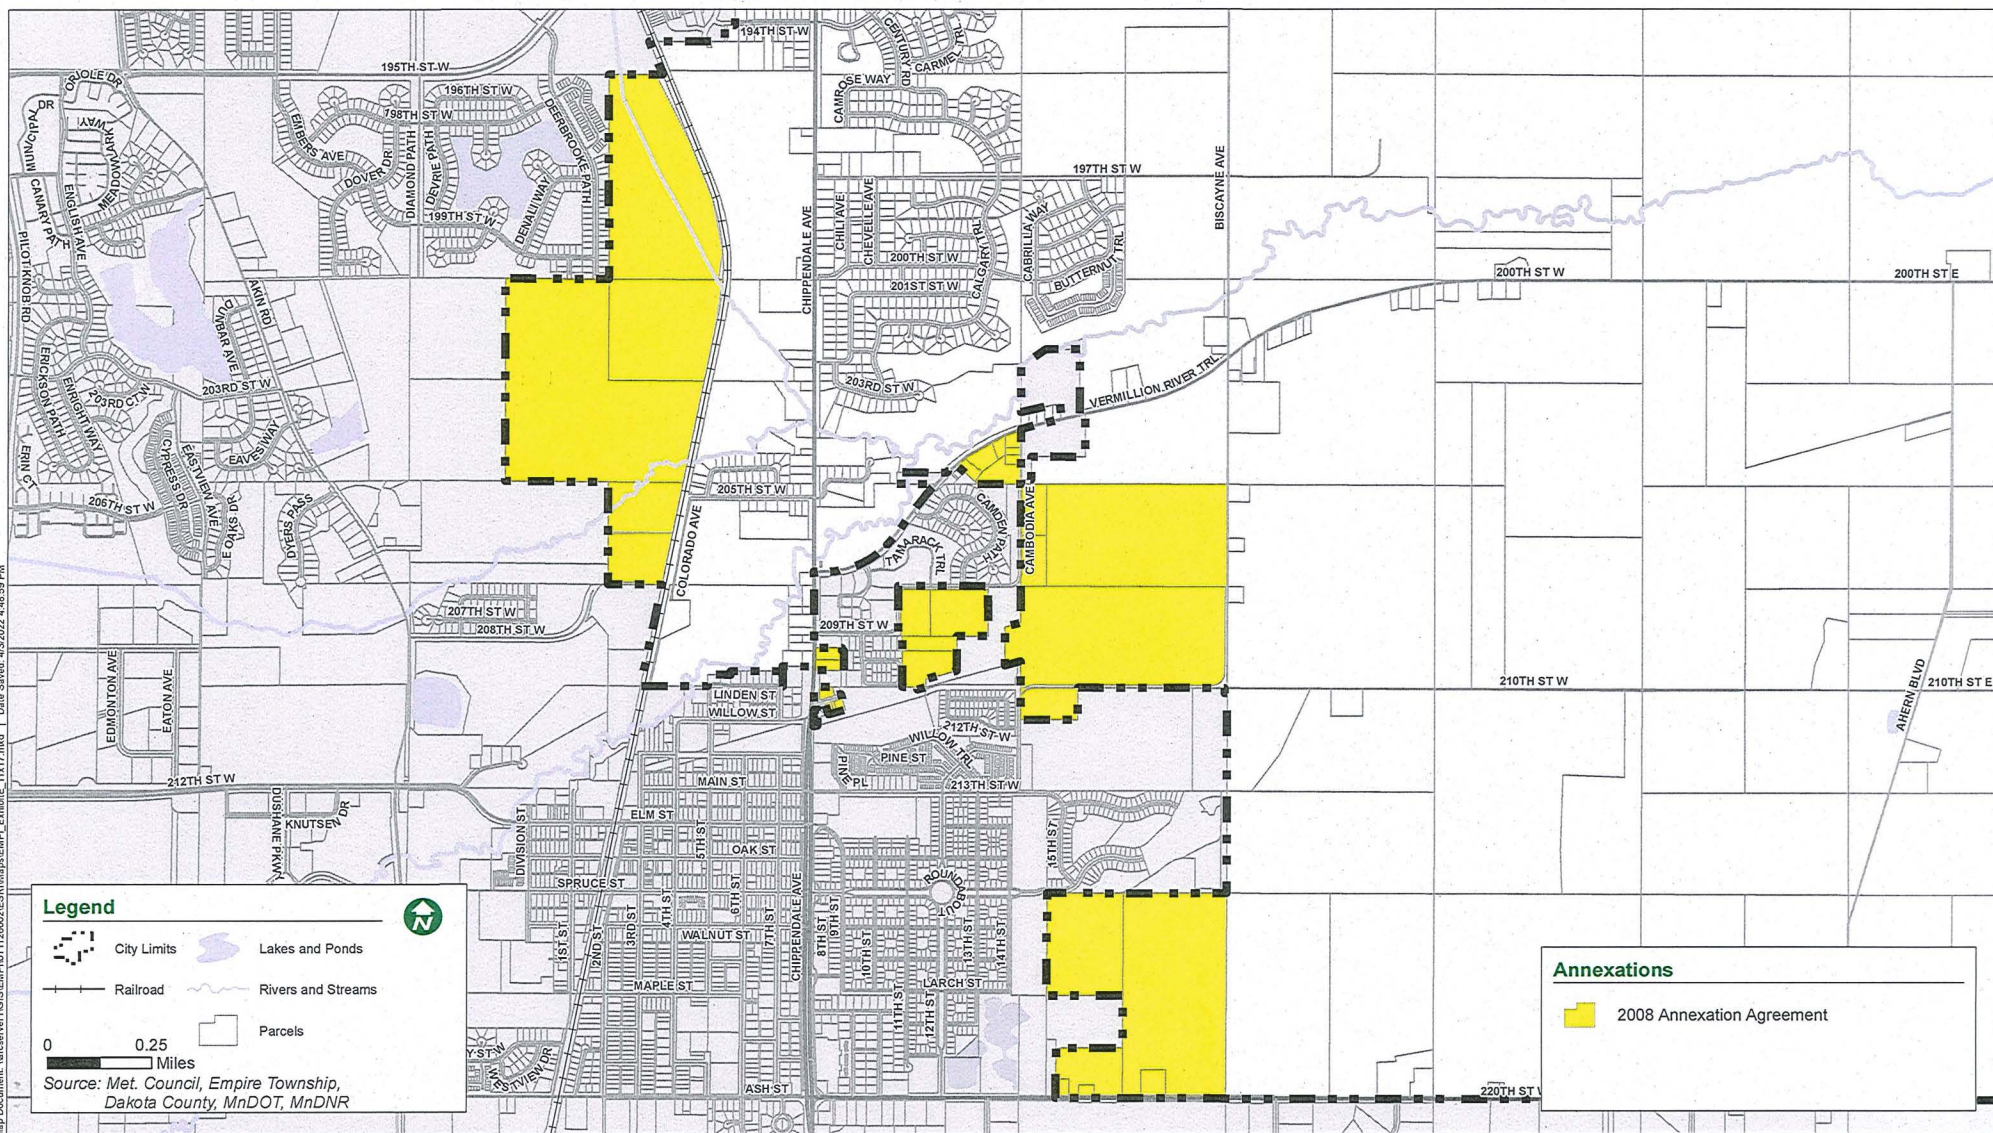 194TH ST W
CENTURY RD
CARMEL TRL
195TH ST W
ORIOLE DR
196TH ST W
CAMROSE WAY
DR
198TH ST W
DEERBROOKE PATH
MUNICIPAL
MEADOWLARK WAY
EMBERS AVE
DOVER DR
DIAMOND PATH
DEVRIE PATH
197TH ST W
BISCAYNE AVE
CANARY PATH
ENGLISH AVE
199TH ST W
DENALI WAY
CHIPPENDALE AVE
CHILI AVE
CHEVELLE AVE
CALGARY TRL
CABRILLA WAY
BUTTERNUT TRL
PILOT KNOB RD
AKIN RD
200TH ST W
200TH ST W
200TH ST E
201ST ST W
DUNBAR AVE
ERICKSON PATH
ENRIGHT WAY
203RD CT W
203RD ST W
203RD ST W
VERMILLION RIVER TRL
ERIN CT
CYPRESS DR
EASTVIEW AVE
EAVES WAY
206TH ST W
E OAKS DR
DYERS PASS
205TH ST W
COLORADO AVE
CAMDEN PATH
CAMBODIA AVE
TAMARACK TRL
207TH ST W
208TH ST W
209TH ST W
EDMONTON AVE
EATON AVE
LINDEN ST
WILLOW ST
210TH ST W
210TH ST E
AHERN BLVD
212TH ST W
WILLOW TRL
PINE ST
PINE PL
213TH ST W
212TH ST W
MAIN ST
DUSHANE PKWY
KNUTSEN DR
DIVISION ST
ELM ST
5TH ST
OAK ST
15TH ST
SPRUCE ST
ROUNDABOUT
1ST ST
2ND ST
3RD ST
4TH ST
6TH ST
7TH ST
WALNUT ST
CHIPPENDALE AVE
8TH ST
9TH ST
10TH ST
13TH ST
14TH ST
MAPLE ST
LARCH ST
11TH ST
12TH ST
Y ST W
WESTVIEW DR
ASH ST
220TH ST W
Legend
N
City Limits
Lakes and Ponds
Railroad
Rivers and Streams
Parcels
0 0.25
Miles
Source: Met. Council, Empire Township,
Dakota County, MnDOT, MnDNR
Annexations
2008 Annexation Agreement